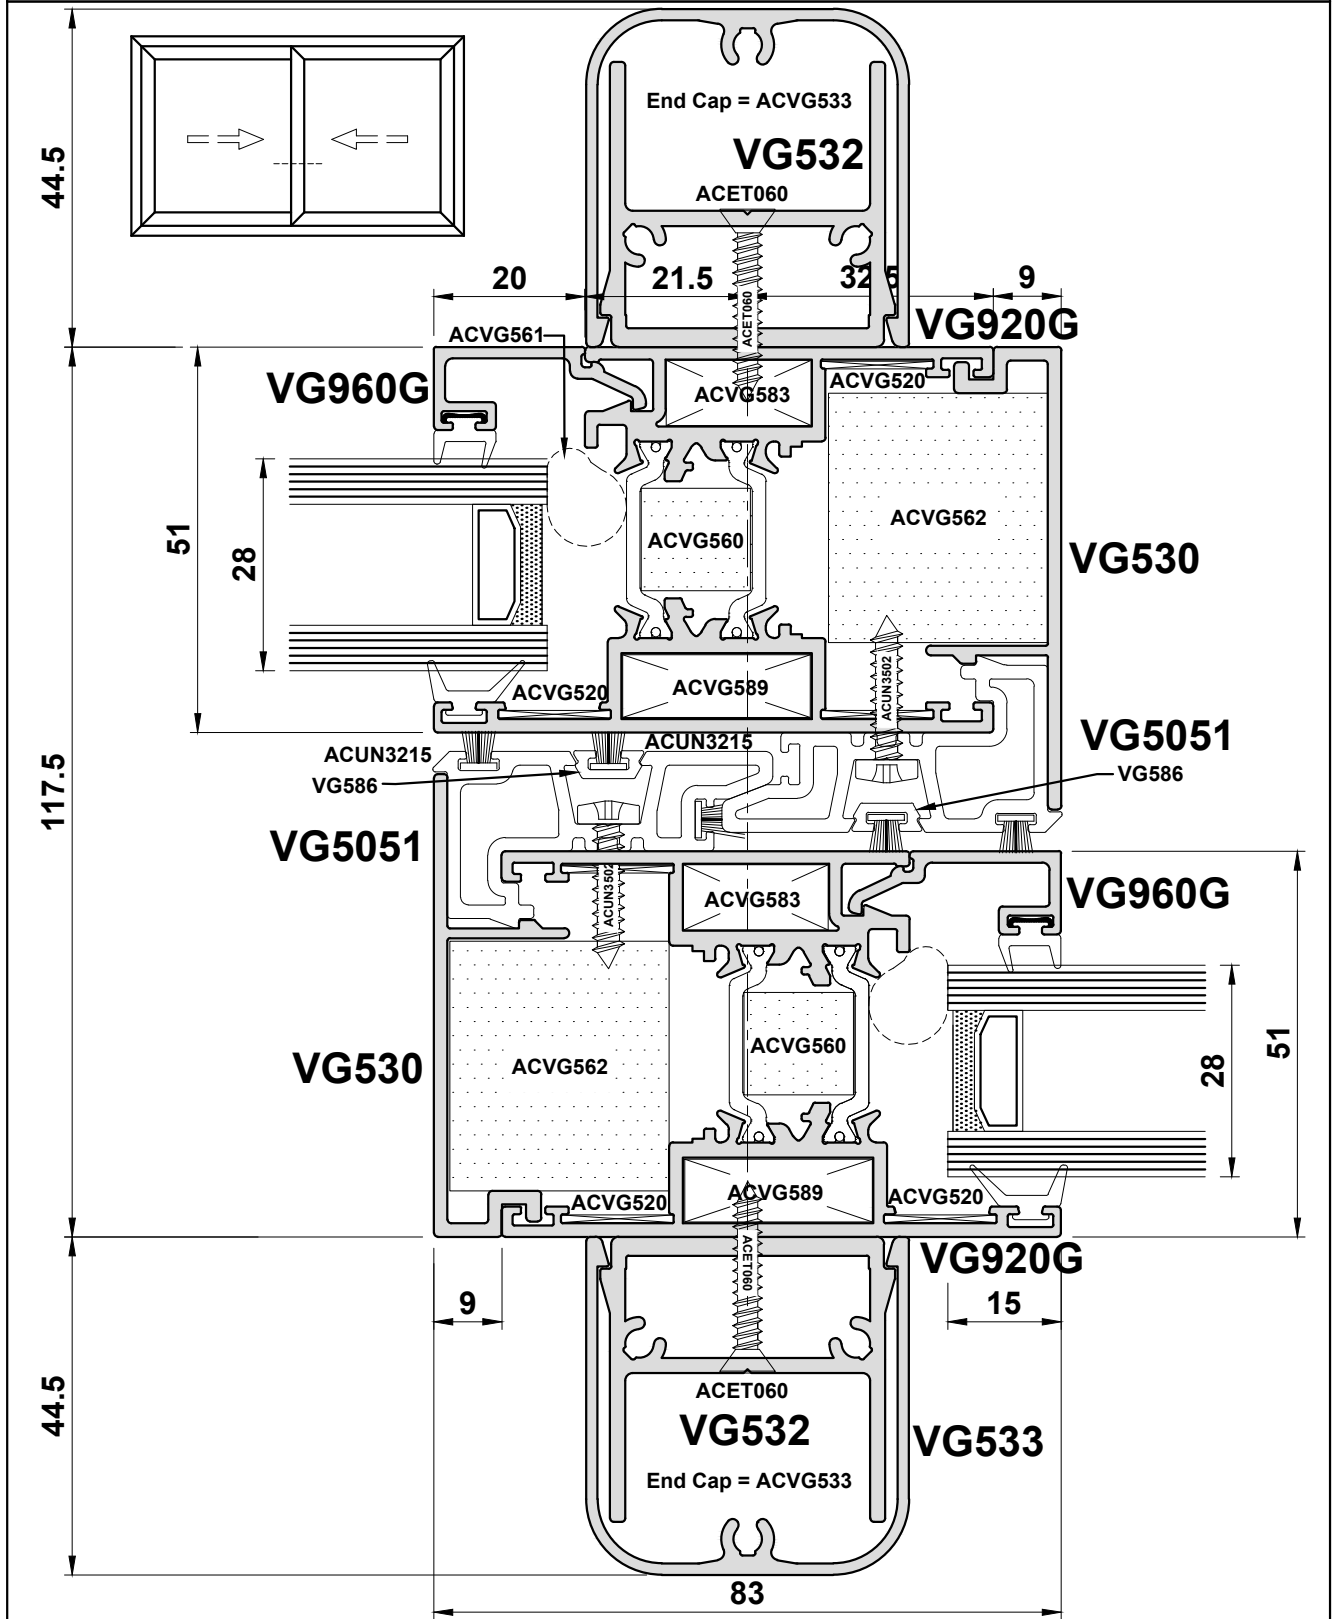 44.5
End Cap = ACVG533
VG532
ACET060
20
21.5
32.5
9
ACET060
VG920G
ACVG561
VG960G
ACVG583
ACVG520
51
28
ACVG560
ACVG562
VG530
ACUN3502
ACVG589
ACVG520
ACUN3215
ACUN3215
VG5051
VG586
VG586
117.5
VG5051
ACUN3502
ACVG583
VG960G
ACVG560
ACVG562
VG530
28
51
ACVG589
ACVG520
ACVG520
ACET060
VG920G
9
15
44.5
ACET060
VG532
VG533
End Cap = ACVG533
83